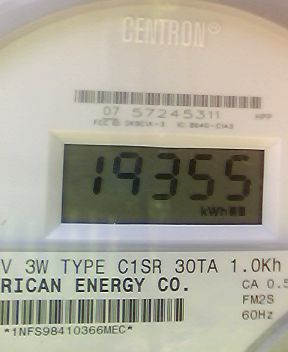 CENTRON®
07 57245311 HPP
19355
kWh
V 3W TYPE C1SR 30TA 1.0Kh
RICAN ENERGY CO. CA 0.5
FM2S
60Hz
*1NFS98410366MEC*